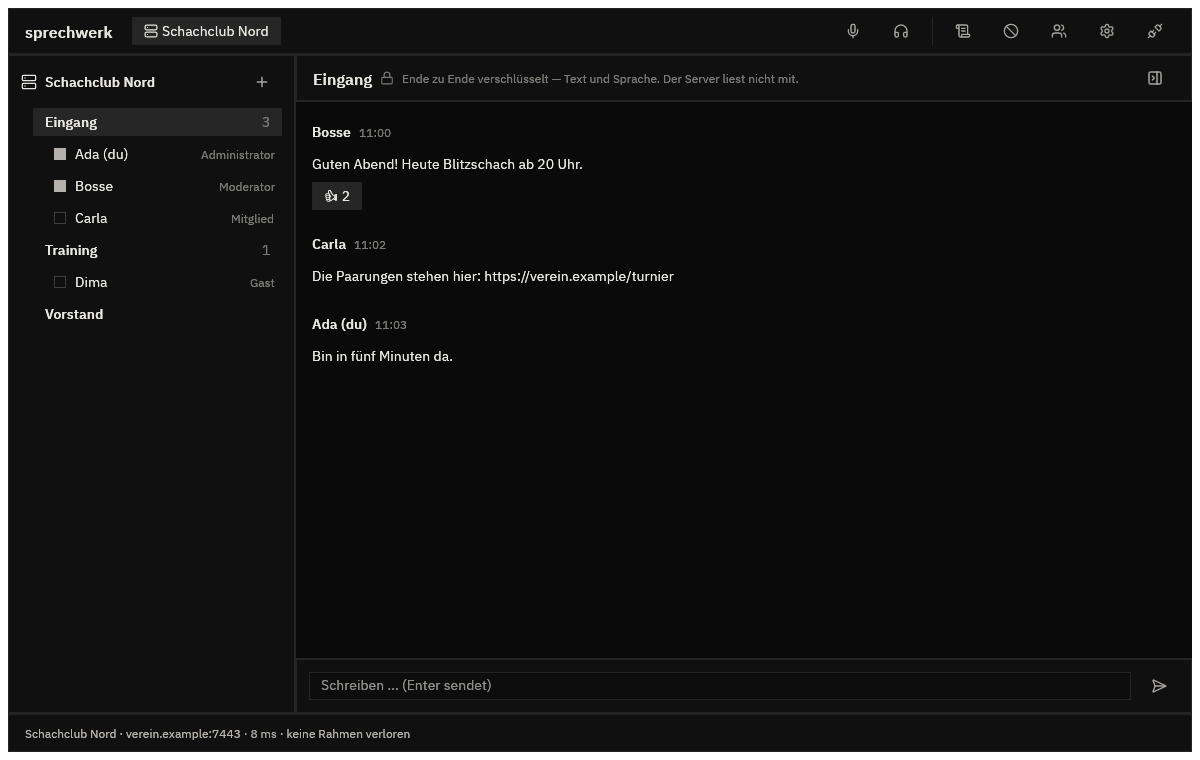 sprechwerk
Schachclub Nord
Schachclub Nord
Eingang 3
Ada (du) Administrator
Bosse Moderator
Carla Mitglied
Training 1
Dima Gast
Vorstand
Eingang Ende zu Ende verschlüsselt — Text und Sprache. Der Server liest nicht mit.
Bosse 11:00
Guten Abend! Heute Blitzschach ab 20 Uhr.
👍 2
Carla 11:02
Die Paarungen stehen hier: https://verein.example/turnier
Ada (du) 11:03
Bin in fünf Minuten da.
Schreiben … (Enter sendet)
Schachclub Nord · verein.example:7443 · 8 ms · keine Rahmen verloren